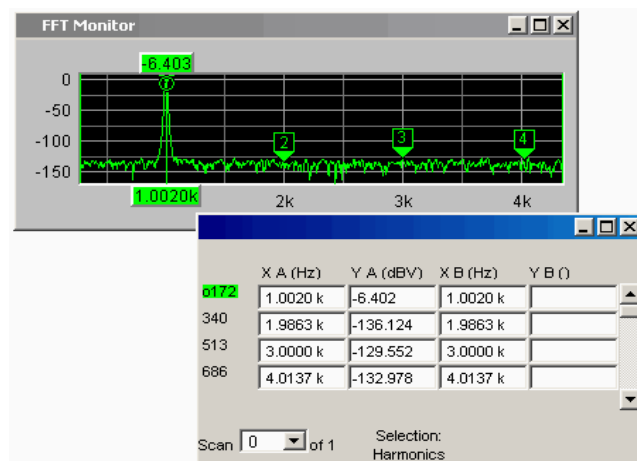 FFT Monitor
-6.403
0
-50
-100
-150
2
3
4
1.0020k
2k 3k 4k
X A (Hz) Y A (dBV) X B (Hz) Y B ()
o172 1.0020 k -6.402 1.0020 k
340 1.9863 k -136.124 1.9863 k
513 3.0000 k -129.552 3.0000 k
686 4.0137 k -132.978 4.0137 k
Scan 0 of 1 Selection:
Harmonics